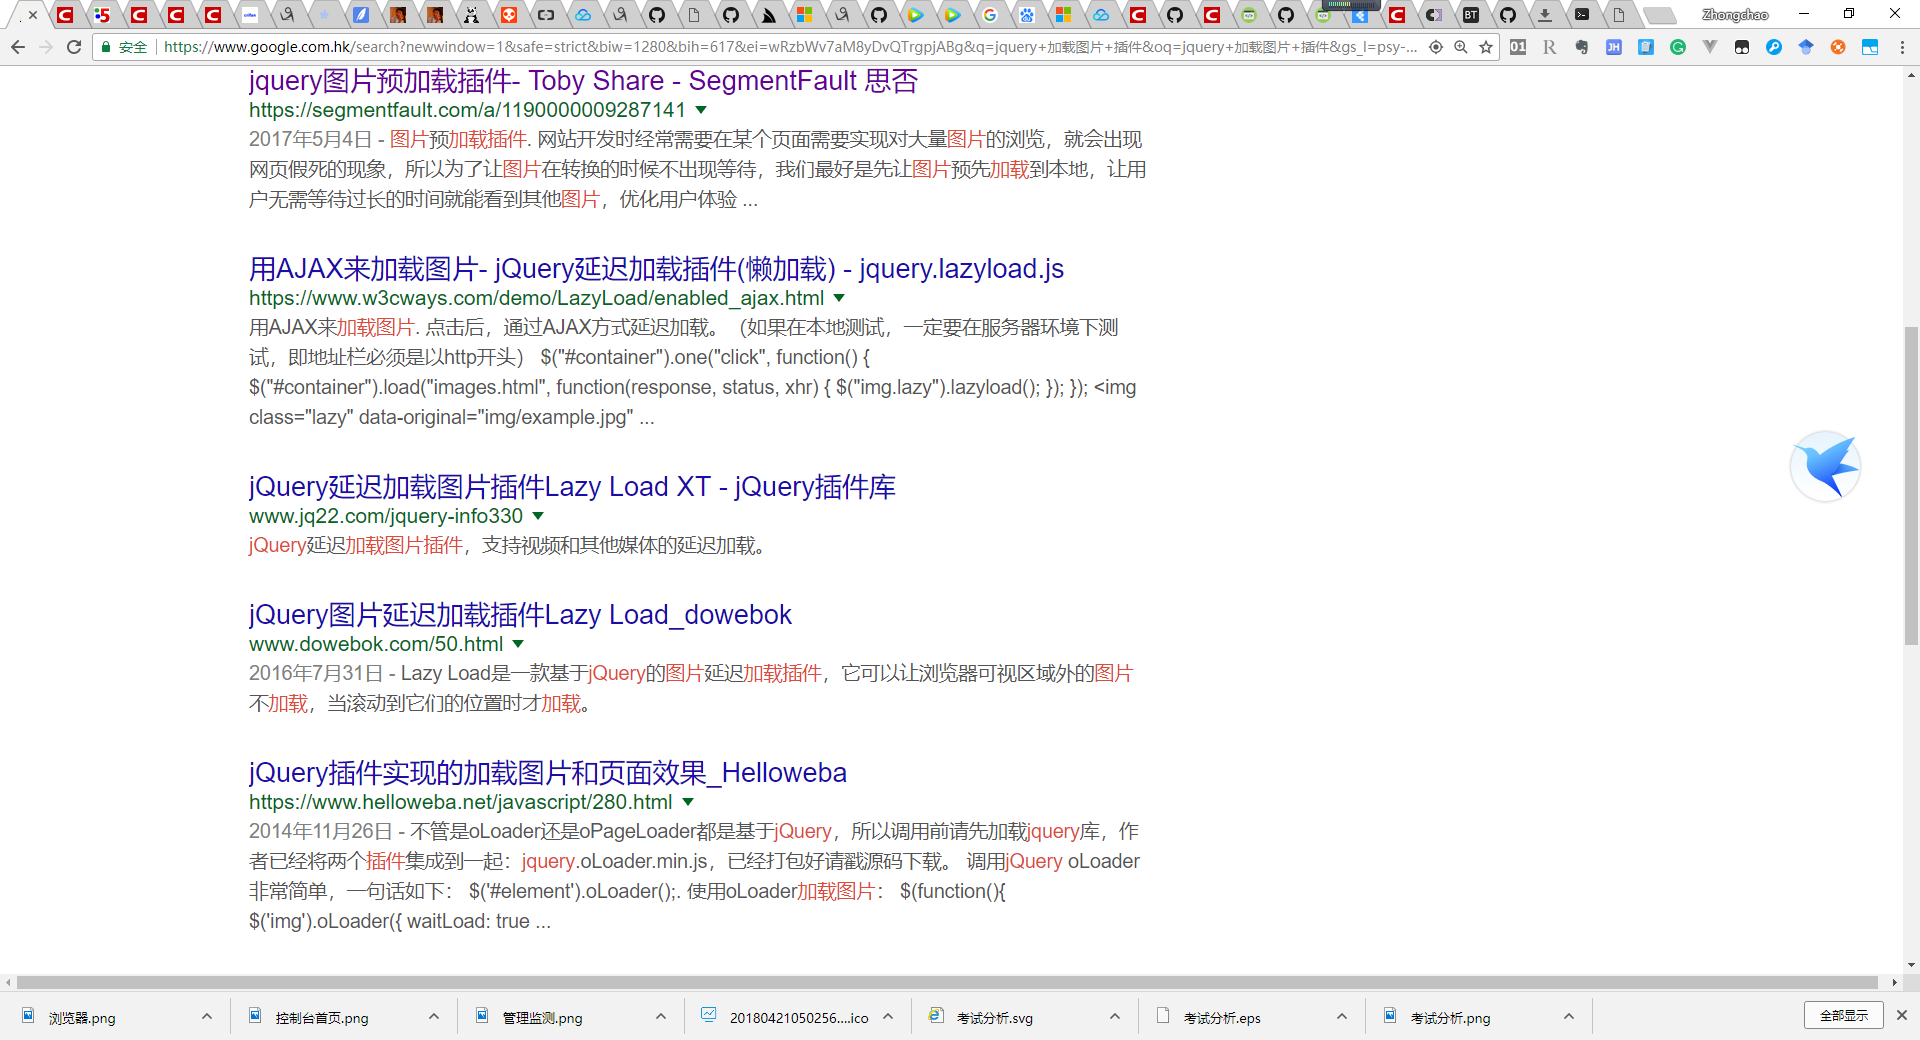 Zhongchao
安全 https://www.google.com.hk/search?newwindow=1&safe=strict&biw=1280&bih=617&ei=wRzbWv7aM8yDvQTrgpjABg&q=jquery+加载图片+插件&oq=jquery+加载图片+插件&gs_l=psy-...
jquery图片预加载插件- Toby Share - SegmentFault 思否
https://segmentfault.com/a/1190000009287141
2017年5月4日 - 图片预加载插件. 网站开发时经常需要在某个页面需要实现对大量图片的浏览，就会出现
网页假死的现象，所以为了让图片在转换的时候不出现等待，我们最好是先让图片预先加载到本地，让用
户无需等待过长的时间就能看到其他图片，优化用户体验 ...
用AJAX来加载图片- jQuery延迟加载插件(懒加载) - jquery.lazyload.js
https://www.w3cways.com/demo/LazyLoad/enabled_ajax.html
用AJAX来加载图片. 点击后，通过AJAX方式延迟加载。（如果在本地测试，一定要在服务器环境下测
试，即地址栏必须是以http开头） $("#container").one("click", function() {
$("#container").load("images.html", function(response, status, xhr) { $("img.lazy").lazyload(); }); }); <img
class="lazy" data-original="img/example.jpg" ...
jQuery延迟加载图片插件Lazy Load XT - jQuery插件库
www.jq22.com/jquery-info330
jQuery延迟加载图片插件，支持视频和其他媒体的延迟加载。
jQuery图片延迟加载插件Lazy Load_dowebok
www.dowebok.com/50.html
2016年7月31日 - Lazy Load是一款基于jQuery的图片延迟加载插件，它可以让浏览器可视区域外的图片
不加载，当滚动到它们的位置时才加载。
jQuery插件实现的加载图片和页面效果_Helloweba
https://www.helloweba.net/javascript/280.html
2014年11月26日 - 不管是oLoader还是oPageLoader都是基于jQuery，所以调用前请先加载jquery库，作
者已经将两个插件集成到一起：jquery.oLoader.min.js，已经打包好请戳源码下载。 调用jQuery oLoader
非常简单，一句话如下： $('#element').oLoader();. 使用oLoader加载图片： $(function(){
$('img').oLoader({ waitLoad: true ...
浏览器.png 控制台首页.png 管理监测.png 20180421050256....ico 考试分析.svg 考试分析.eps 考试分析.png 全部显示